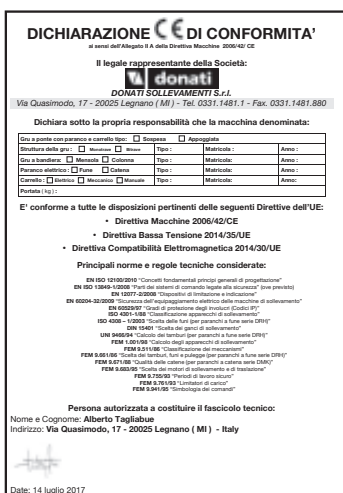 DICHIARAZIONE CE DI CONFORMITA’
ai sensi dell'Allegato II A della Direttiva Macchine 2006/42/ CE
Il legale rappresentante della Società:
donati
DONATI SOLLEVAMENTI S.r.l.
Via Quasimodo, 17 - 20025 Legnano ( MI ) - Tel. 0331.1481.1 - Fax. 0331.1481.880
Dichiara sotto la propria responsabilità che la macchina denominata:
Gru a ponte con paranco e carrello tipo: Sospesa Appoggiata
Struttura della gru : Monotrave Bitrave Tipo : Matricola : Anno :
Gru a bandiera: Mensola Colonna Tipo : Matricola: Anno:
Paranco elettrico : Fune Catena Tipo : Matricola: Anno :
Carrello : Elettrico Meccanico Manuale Tipo : Matricola: Anno:
Portata ( kg ) :
E' conforme a tutte le disposizioni pertinenti delle seguenti Direttive dell'UE:
• Direttiva Macchine 2006/42/CE
• Direttiva Bassa Tensione 2014/35/UE
• Direttiva Compatibilità Elettromagnetica 2014/30/UE
Principali norme e regole tecniche considerate:
EN ISO 12100/2010 "Concetti fondamentali principi generali di progettazione"
EN ISO 13849-1/2008 "Parti dei sistemi di comando legate alla sicurezza" (ove previsto)
EN 12077-2/2008 "Dispositivi di limitazione e indicazione"
EN 60204-32/2009 "Sicurezza dell'equipaggiamento elettrico delle macchine di sollevamento"
EN 60529/97 "Gradi di protezione degli involucri (Codici IP)"
ISO 4301-1/88 "Classificazione apparecchi di sollevamento"
ISO 4308 – 1/2003 "Scelta delle funi (per paranchi a fune serie DRH)"
DIN 15401 "Scelta dei ganci di sollevamento"
UNI 9466/94 "Calcolo dei tamburi (per paranchi a fune serie DRH)"
FEM 1.001/98 "Calcolo degli apparecchi di sollevamento"
FEM 9.511/86 "Classificazione dei meccanismi"
FEM 9.661/86 "Scelta dei tamburi, funi e pulegge (per paranchi a fune serie DRH)"
FEM 9.671/88 "Qualità delle catene (per paranchi a catena serie DMK)"
FEM 9.683/95 "Scelta dei motori di sollevamento e di traslazione"
FEM 9.755/93 "Periodi di lavoro sicuro"
FEM 9.761/93 "Limitatori di carico"
FEM 9.941/95 "Simbologia dei comandi"
Persona autorizzata a costituire il fascicolo tecnico:
Nome e Cognome: Alberto Tagliabue
Indirizzo: Via Quasimodo, 17 - 20025 Legnano ( MI ) - Italy
Date: 14 luglio 2017